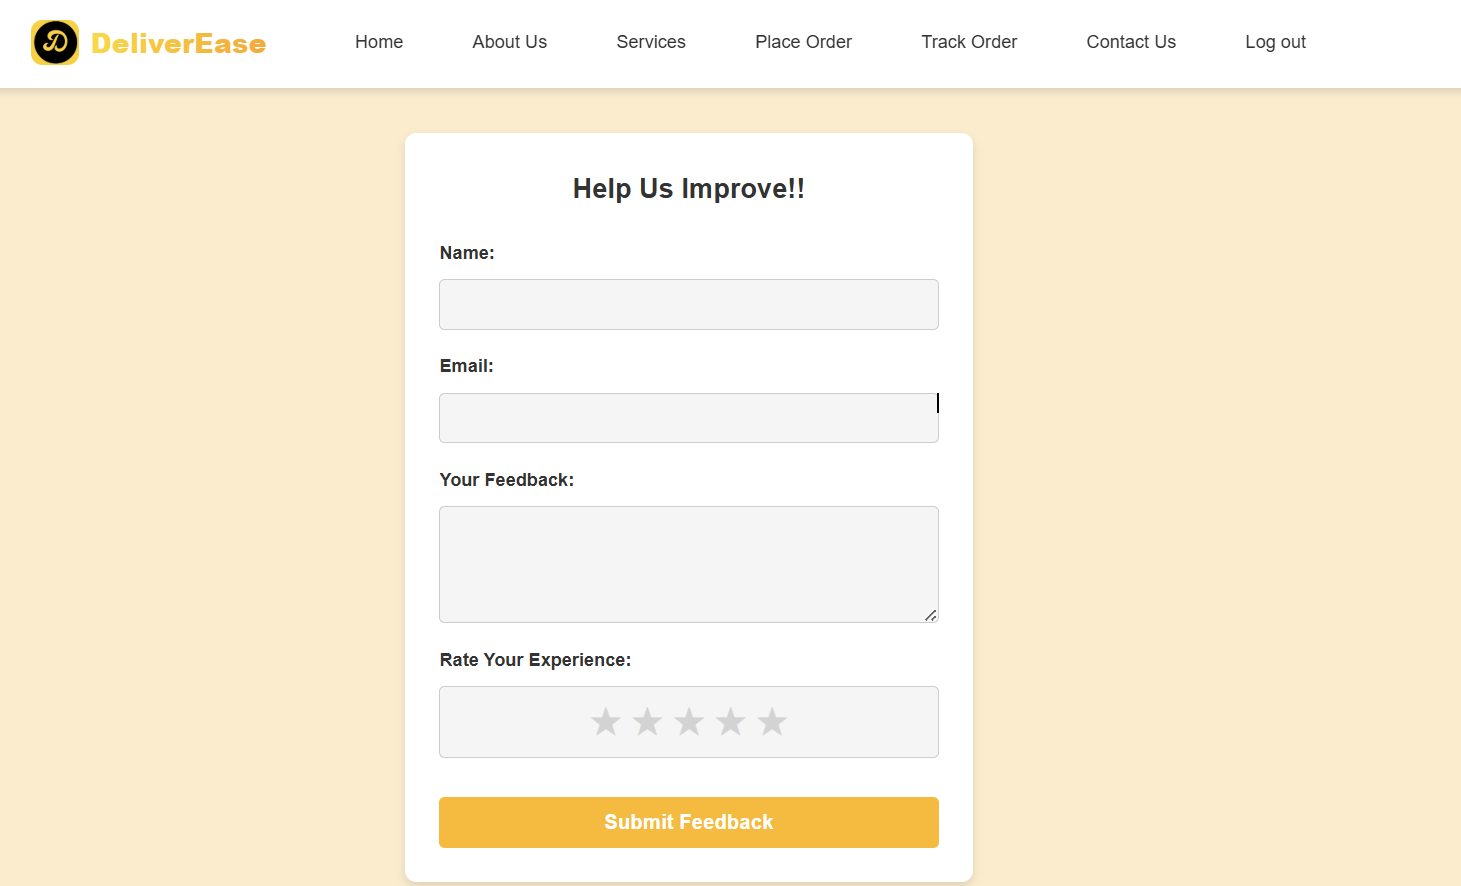 D DeliverEase Home About Us Services Place Order Track Order Contact Us Log out
Help Us Improve!!
Name:
Email:
Your Feedback:
Rate Your Experience:
Submit Feedback